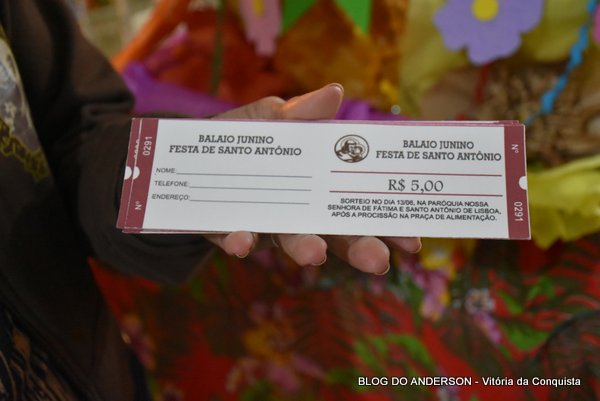 BALAIO JUNINO
FESTA DE SANTO ANTÔNIO
NOME:
TELEFONE:
ENDEREÇO:
0291
BALAIO JUNINO
FESTA DE SANTO ANTÔNIO
R$ 5,00
SORTEIO NO DIA 13/06, NA PARÓQUIA NOSSA
SENHORA DE FÁTIMA E SANTO ANTÔNIO DE LISBOA,
APÓS A PROCISSÃO NA PRAÇA DE ALIMENTAÇÃO.
Nº
0291
BLOG DO ANDERSON - Vitória da Conquista